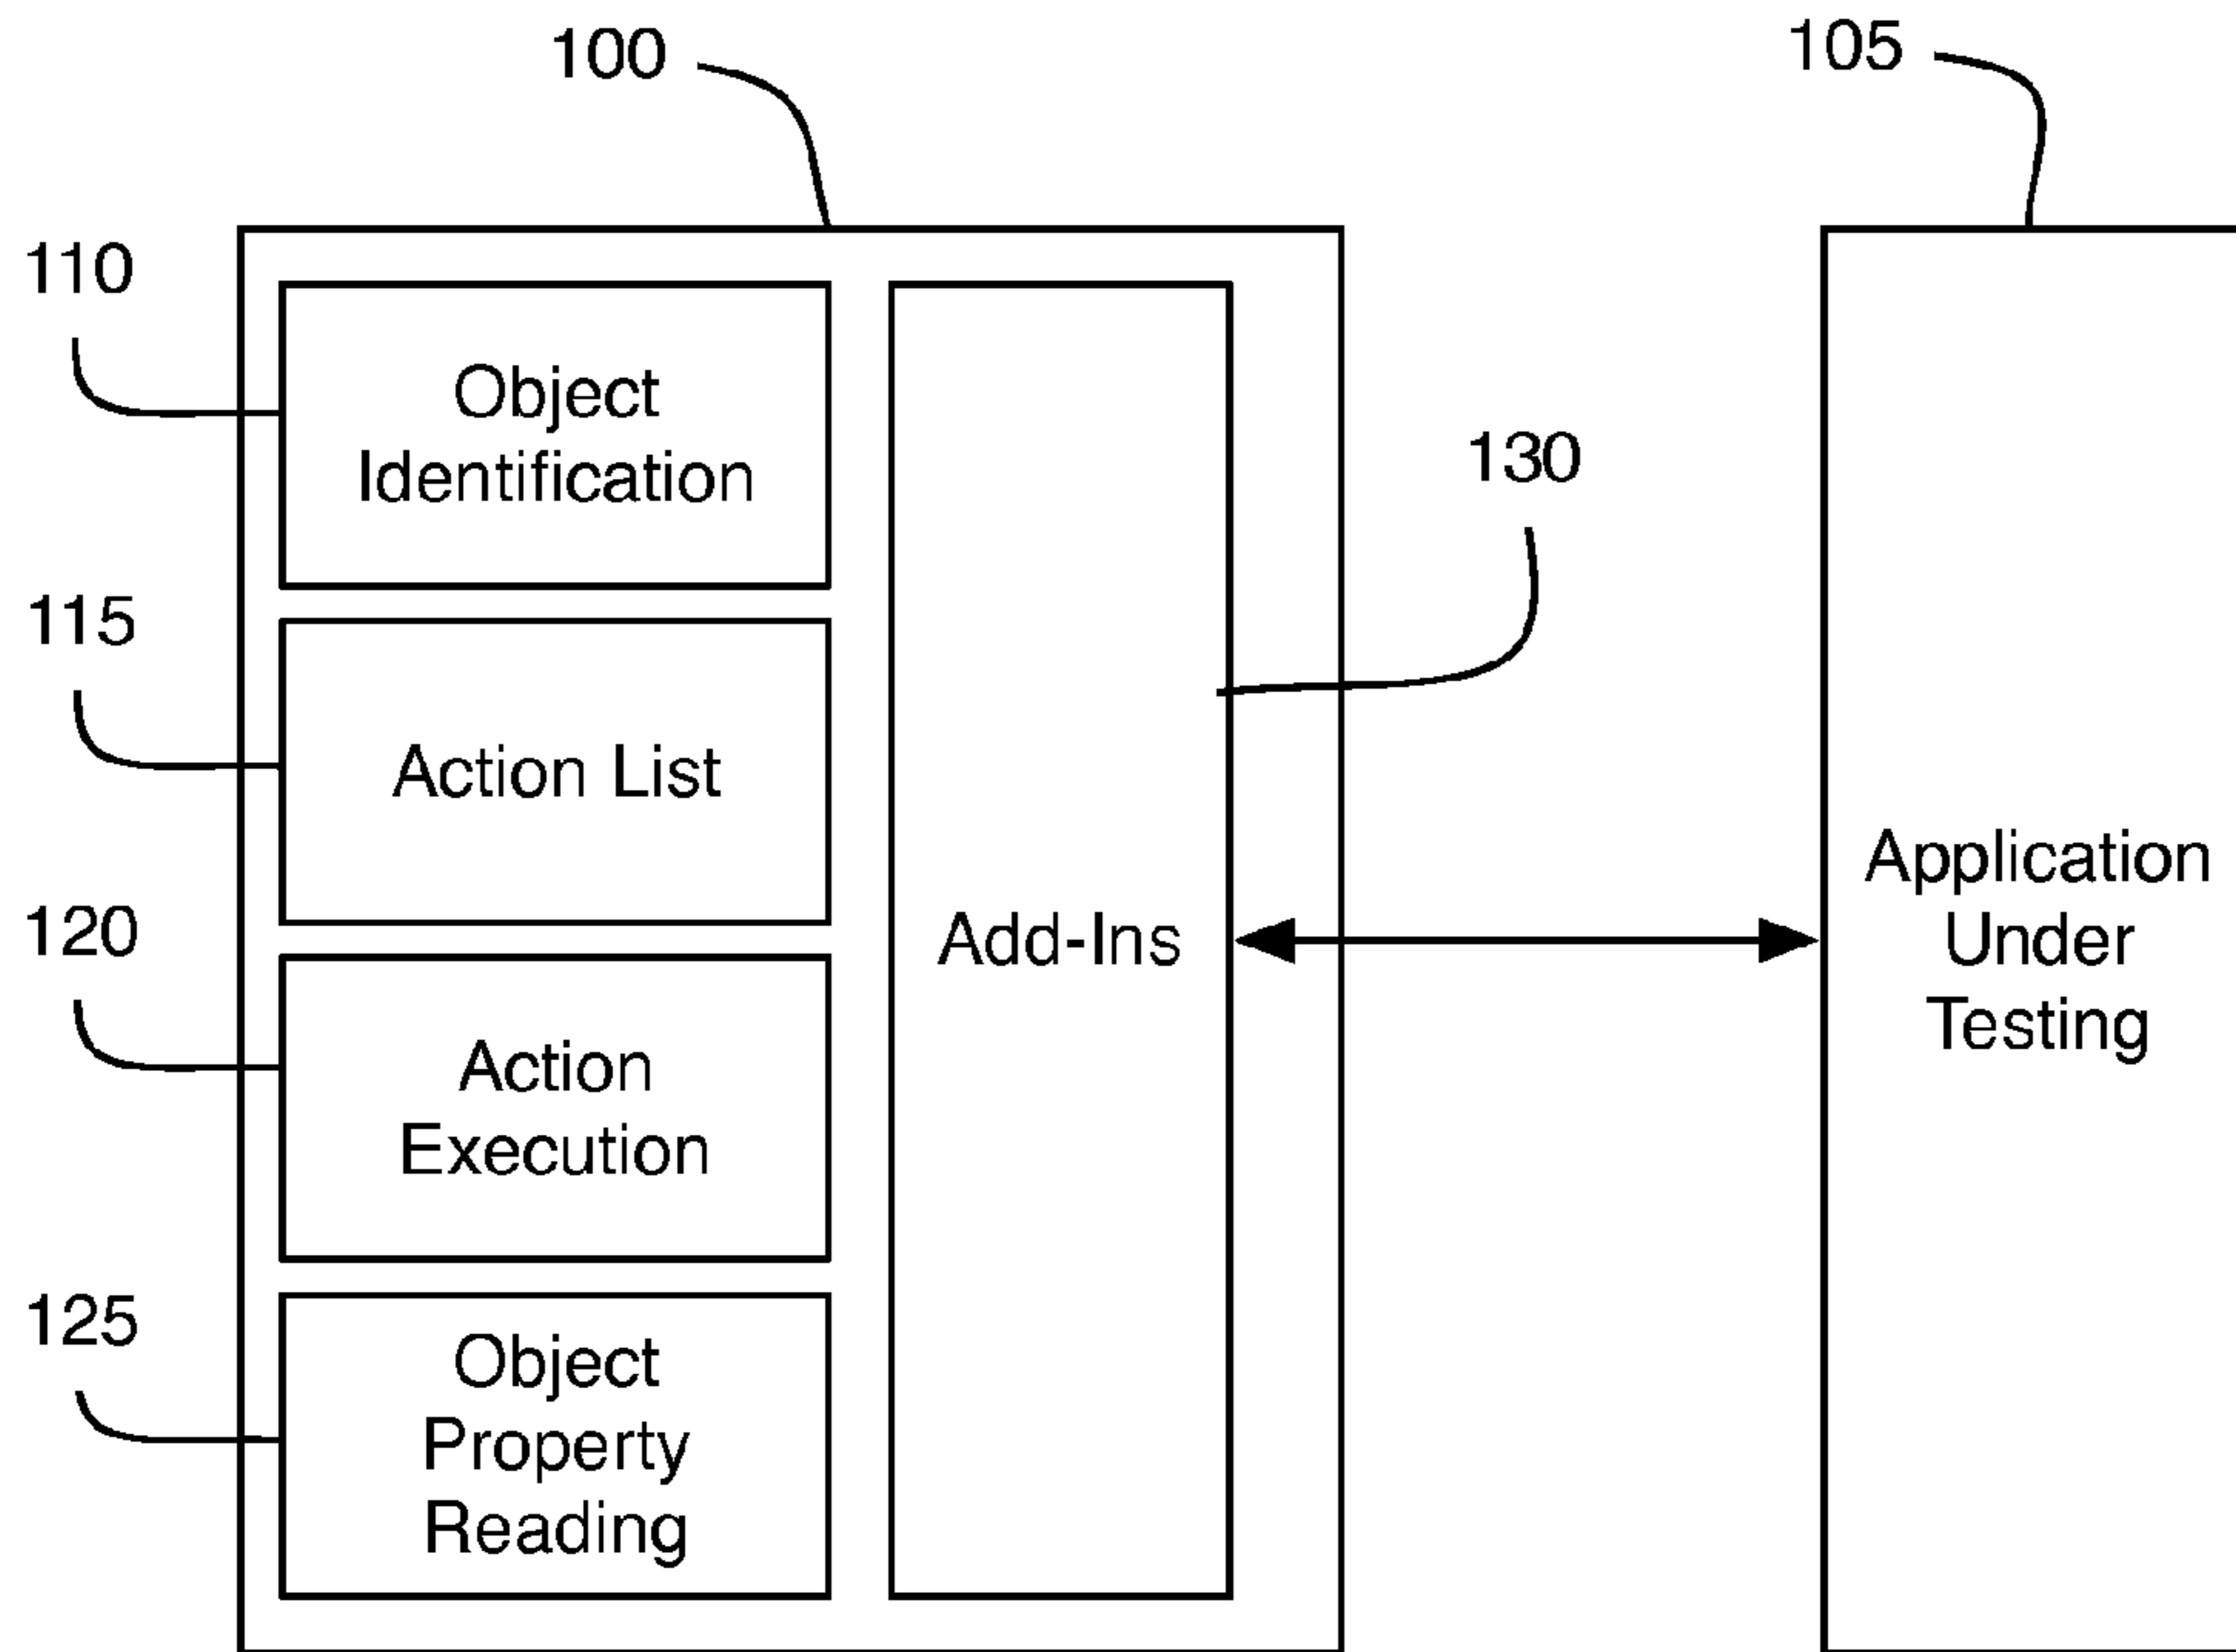 100
105
110
Object
Identification
130
115
Action List
120
Add-Ins
Application
Under
Testing
Action
Execution
125
Object
Property
Reading